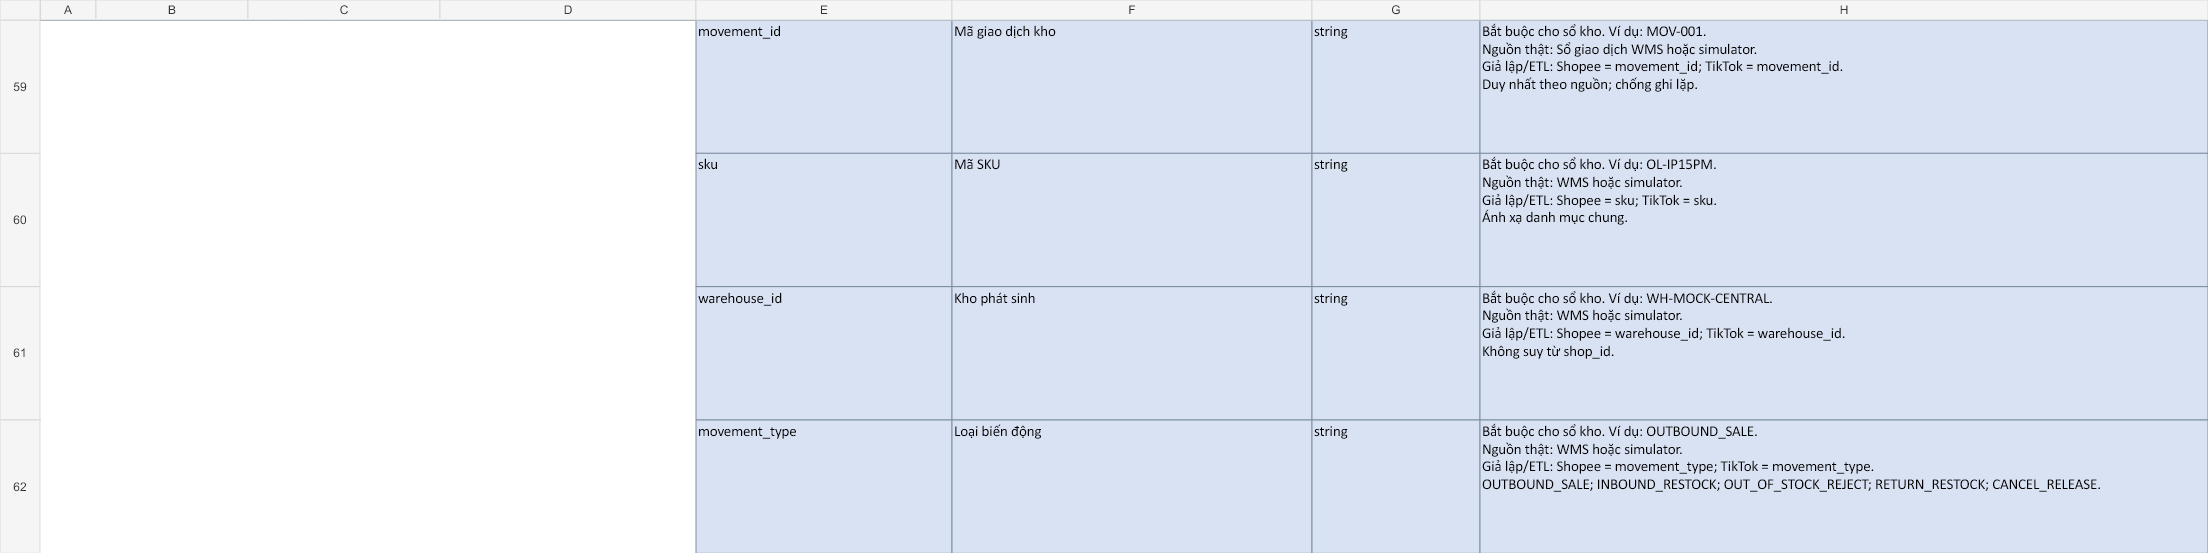 A B C D E F G H
59
movement_id
Mã giao dịch kho
string
Bắt buộc cho sổ kho. Ví dụ: MOV-001.
Nguồn thật: Sổ giao dịch WMS hoặc simulator.
Giả lập/ETL: Shopee = movement_id; TikTok = movement_id.
Duy nhất theo nguồn; chống ghi lặp.
60
sku
Mã SKU
string
Bắt buộc cho sổ kho. Ví dụ: OL-IP15PM.
Nguồn thật: WMS hoặc simulator.
Giả lập/ETL: Shopee = sku; TikTok = sku.
Ánh xạ danh mục chung.
61
warehouse_id
Kho phát sinh
string
Bắt buộc cho sổ kho. Ví dụ: WH-MOCK-CENTRAL.
Nguồn thật: WMS hoặc simulator.
Giả lập/ETL: Shopee = warehouse_id; TikTok = warehouse_id.
Không suy từ shop_id.
62
movement_type
Loại biến động
string
Bắt buộc cho sổ kho. Ví dụ: OUTBOUND_SALE.
Nguồn thật: WMS hoặc simulator.
Giả lập/ETL: Shopee = movement_type; TikTok = movement_type.
OUTBOUND_SALE; INBOUND_RESTOCK; OUT_OF_STOCK_REJECT; RETURN_RESTOCK; CANCEL_RELEASE.